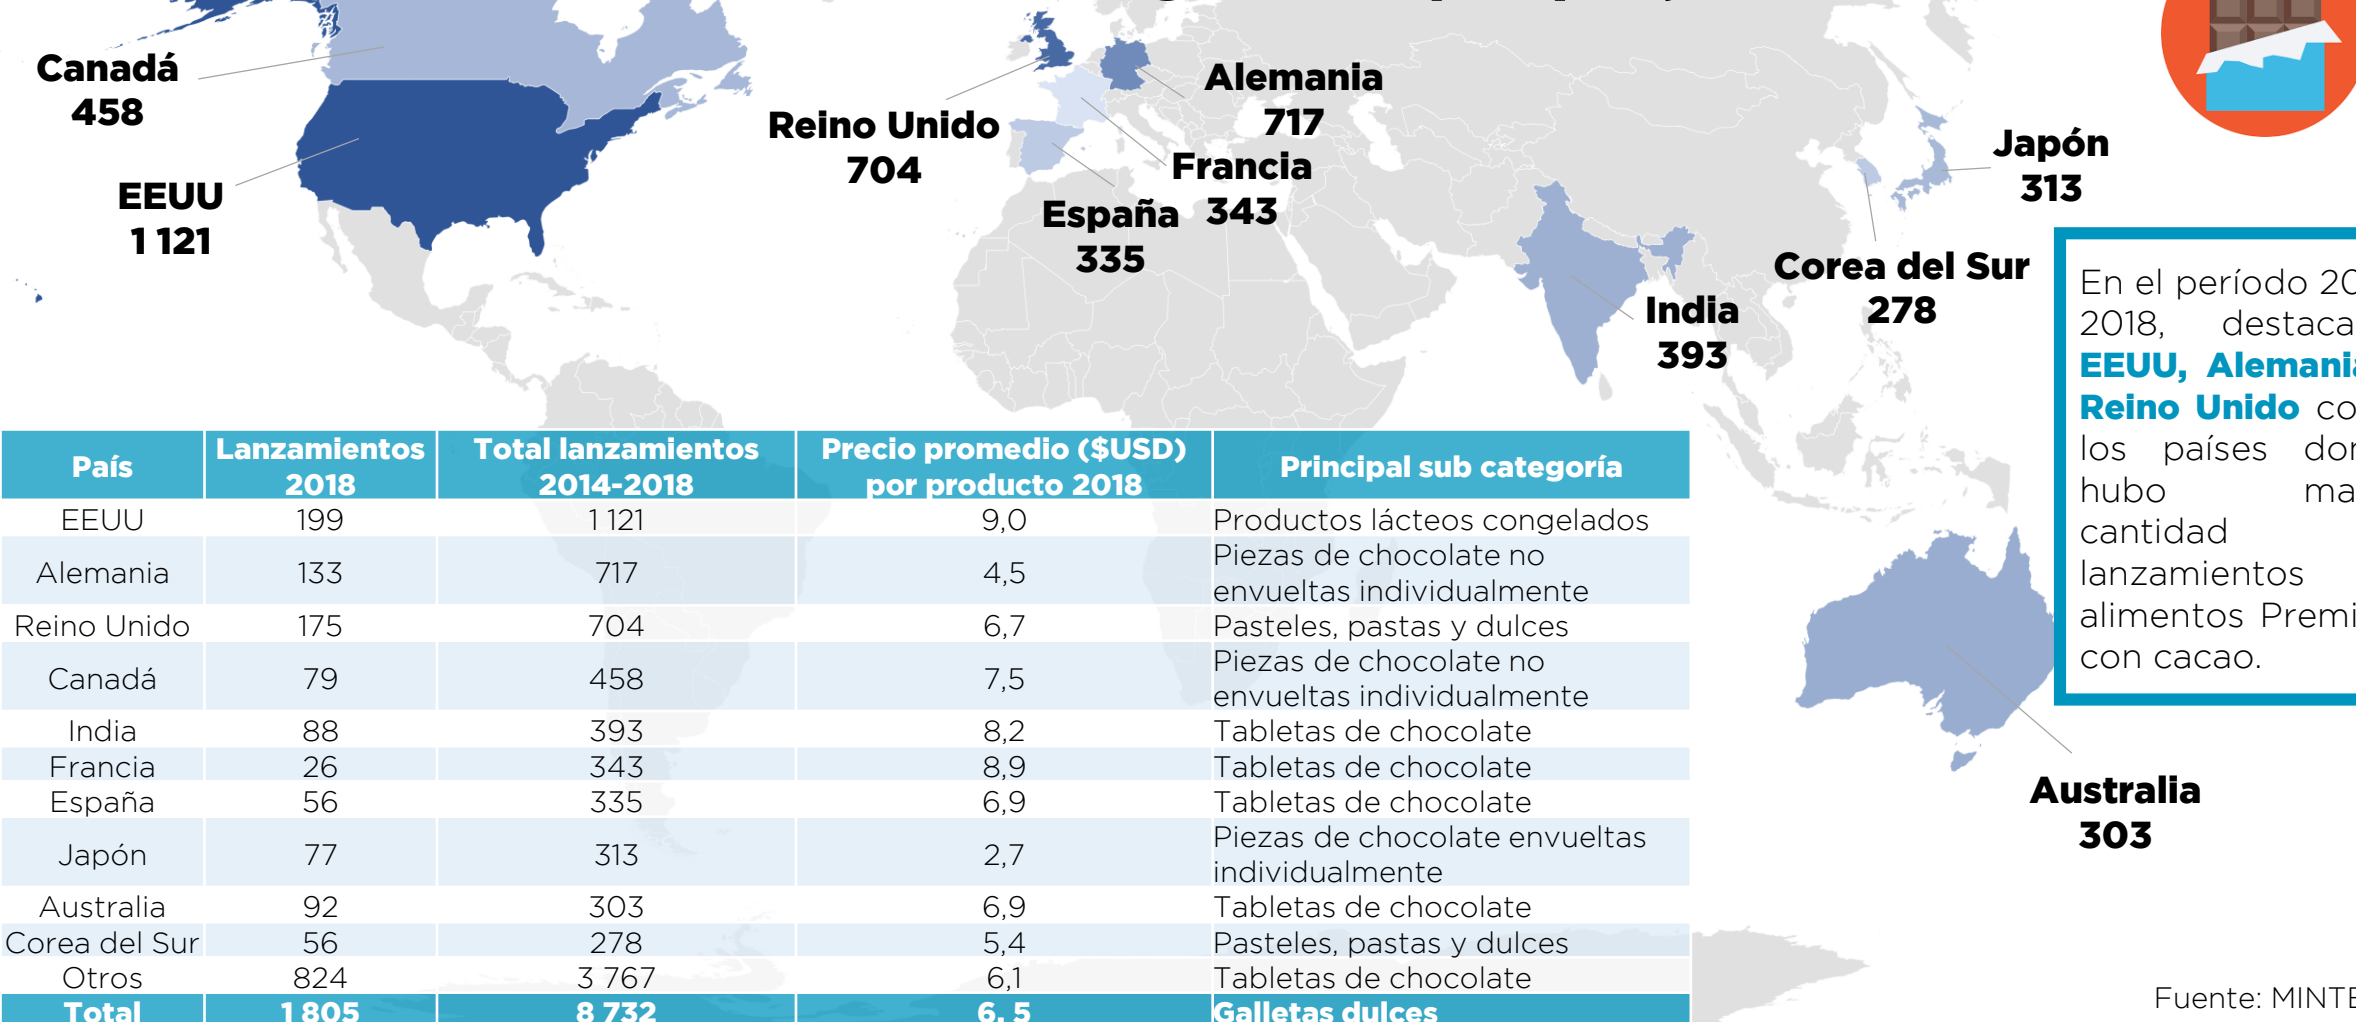 Canadá
458
EEUU
1 121
Reino Unido
704
Alemania
717
Francia
343
España
335
Japón
313
Corea del Sur
278
India
393
Australia
303
En el período
2018,
EEUU,
Reino Unido
los países
hubo
cantidad
lanzamientos
alimentos
con cacao.
País Lanzamientos 2018 Total lanzamientos 2014-2018 Precio promedio ($USD) por producto 2018 Principal sub categoría
EEUU 199 1 121 9,0 Productos lácteos congelados
Alemania 133 717 4,5 Piezas de chocolate no envueltas individualmente
Reino Unido 175 704 6,7 Pasteles, pastas y dulces
Canadá 79 458 7,5 Piezas de chocolate no envueltas individualmente
India 88 393 8,2 Tabletas de chocolate
Francia 26 343 8,9 Tabletas de chocolate
España 56 335 6,9 Tabletas de chocolate
Japón 77 313 2,7 Piezas de chocolate envueltas individualmente
Australia 92 303 6,9 Tabletas de chocolate
Corea del Sur 56 278 5,4 Pasteles, pastas y dulces
Otros 824 3 767 6,1 Tabletas de chocolate
Total 1 805 8 732 6, 5 Galletas dulces
Fuente: